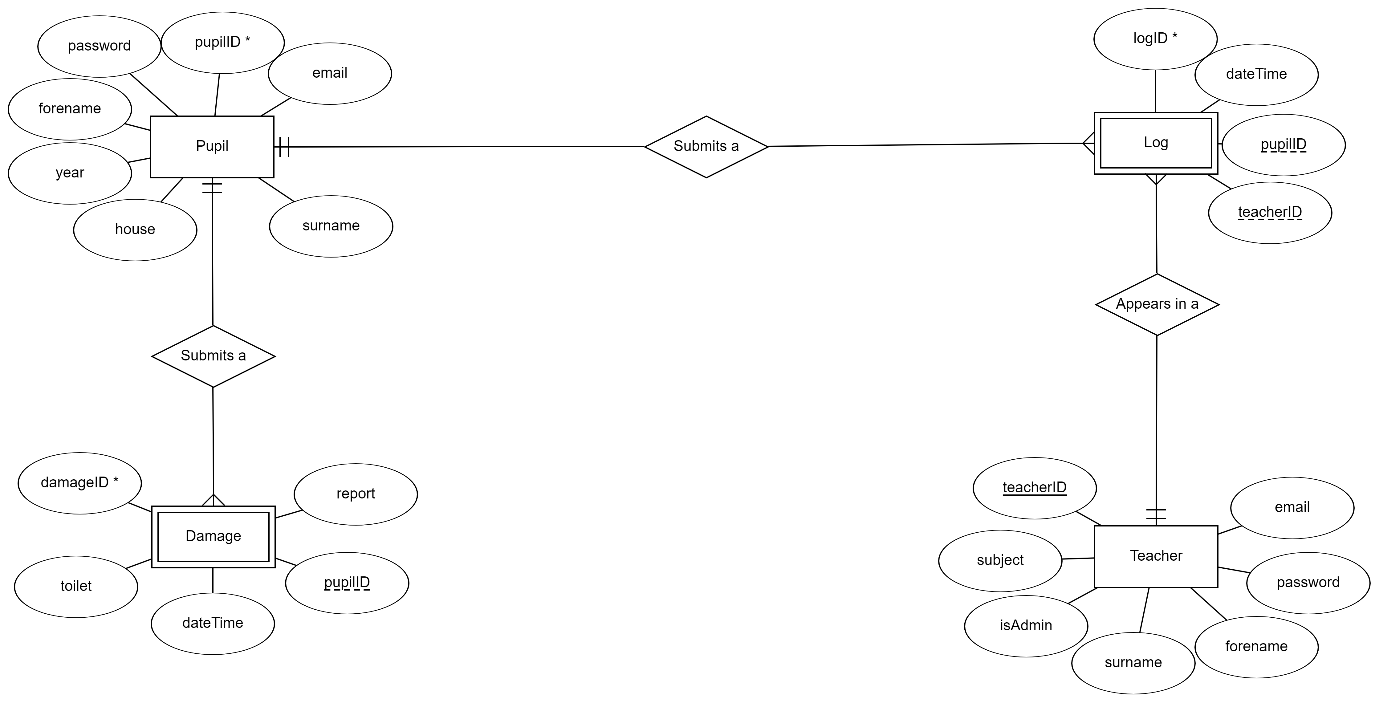 password
pupilID *
email
forename
Pupil
year
house
surname
Submits a
logID *
dateTime
Log
pupilID
teacherID
Appears in a
Submits a
damageID *
report
Damage
toilet
pupilID
dateTime
teacherID
email
subject
Teacher
password
isAdmin
surname
forename